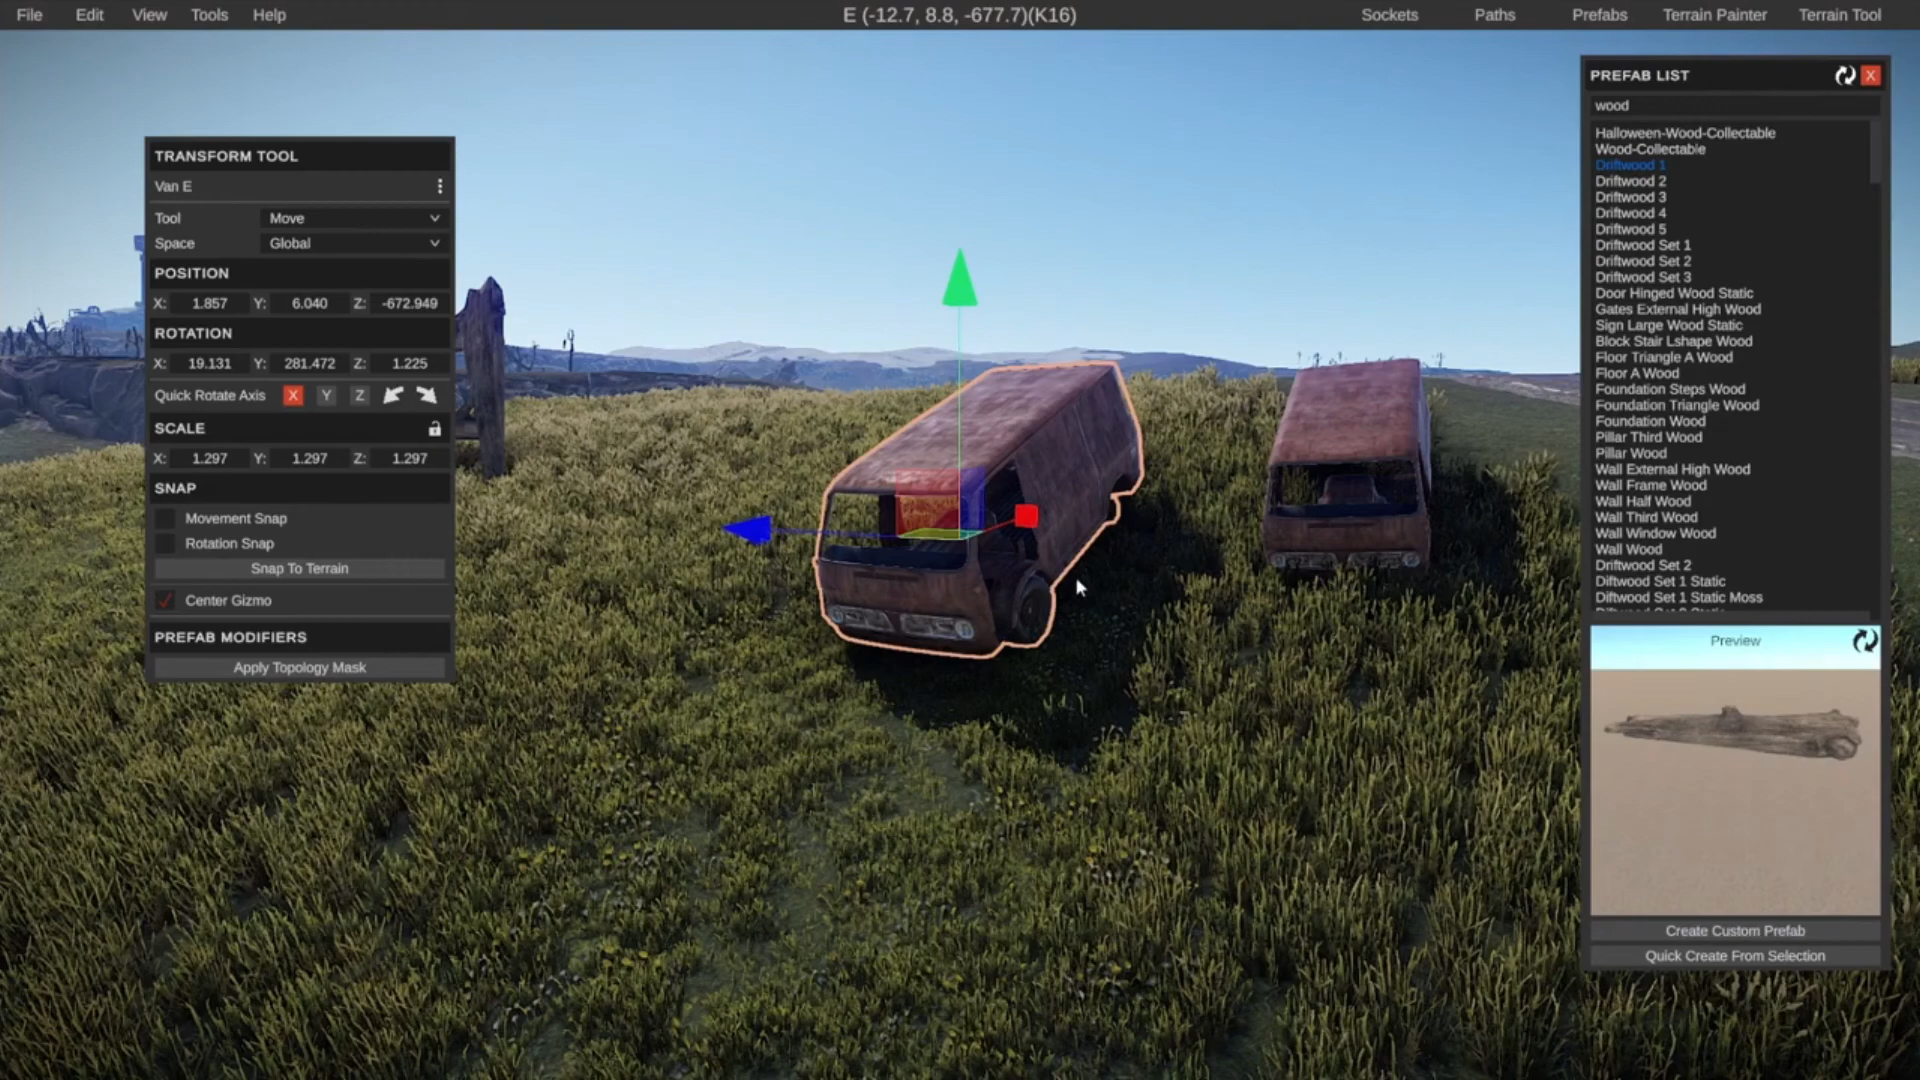 File Edit View Tools Help E (-12.7, 8.8, -677.7)(K16) Sockets Paths Prefabs Terrain Painter Terrain Tool
TRANSFORM TOOL
Van E
Tool Move
Space Global
POSITION
X: 1.857 Y: 6.040 Z: -672.949
ROTATION
X: 19.131 Y: 281.472 Z: 1.225
Quick Rotate Axis X Y Z
SCALE
X: 1.297 Y: 1.297 Z: 1.297
SNAP
Movement Snap
Rotation Snap
Snap To Terrain
Center Gizmo
PREFAB MODIFIERS
Apply Topology Mask
PREFAB LIST X
wood
Halloween-Wood-Collectable
Wood-Collectable
Driftwood 1
Driftwood 2
Driftwood 3
Driftwood 4
Driftwood 5
Driftwood Set 1
Driftwood Set 2
Driftwood Set 3
Door Hinged Wood Static
Gates External High Wood
Sign Large Wood Static
Block Stair Lshape Wood
Floor Triangle A Wood
Floor A Wood
Foundation Steps Wood
Foundation Triangle Wood
Foundation Wood
Pillar Third Wood
Pillar Wood
Wall External High Wood
Wall Frame Wood
Wall Half Wood
Wall Third Wood
Wall Window Wood
Wall Wood
Driftwood Set 2
Diftwood Set 1 Static
Diftwood Set 1 Static Moss
Preview
Create Custom Prefab
Quick Create From Selection